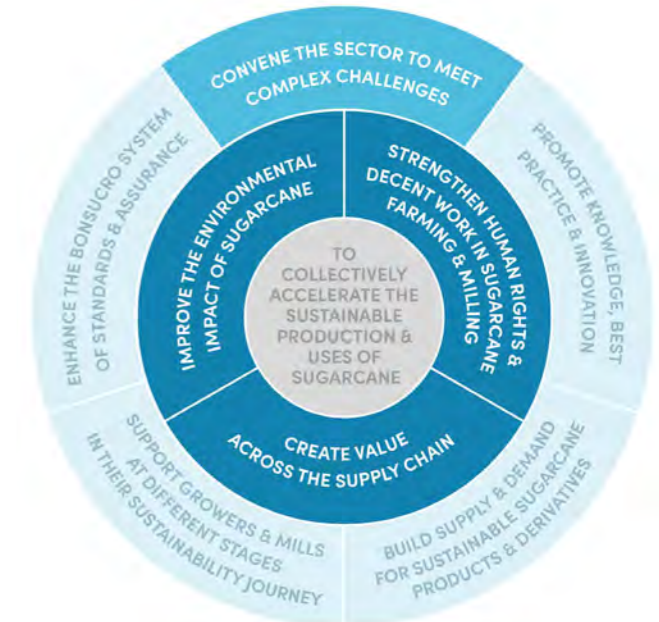 CONVENE THE SECTOR TO MEET
COMPLEX CHALLENGES
PROMOTE KNOWLEDGE, BEST
PRACTICE & INNOVATION
BUILD SUPPLY & DEMAND
FOR SUSTAINABLE SUGARCANE
PRODUCTS & DERIVATIVES
SUPPORT GROWERS & MILLS
AT DIFFERENT STAGES
IN THEIR SUSTAINABILITY JOURNEY
ENHANCE THE BONSUCRO SYSTEM
OF STANDARDS & ASSURANCE
IMPROVE THE ENVIRONMENTAL
IMPACT OF SUGARCANE
STRENGTHEN HUMAN RIGHTS &
DECENT WORK IN SUGARCANE
FARMING & MILLING
CREATE VALUE
ACROSS THE SUPPLY CHAIN
TO
COLLECTIVELY
ACCELERATE THE
SUSTAINABLE
PRODUCTION &
USES OF
SUGARCANE